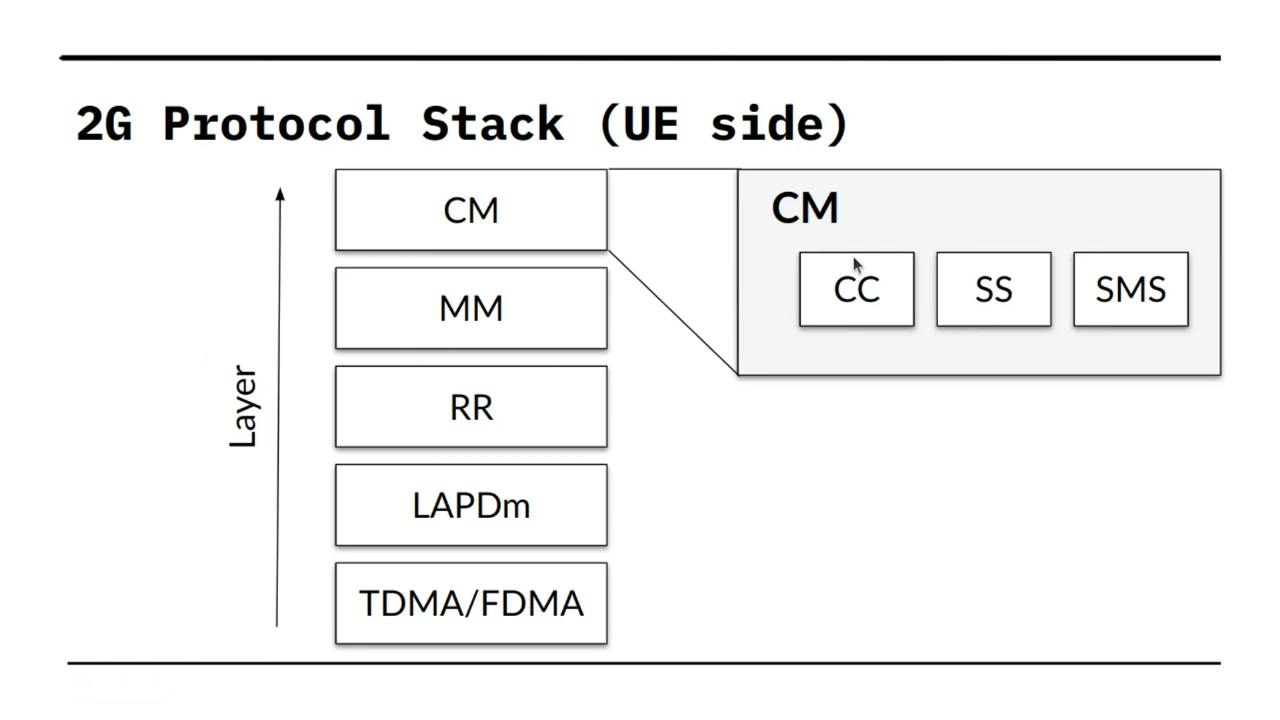 2G Protocol Stack (UE side)
CM
MM
RR
LAPDm
TDMA/FDMA
Layer
CM
CC SS SMS